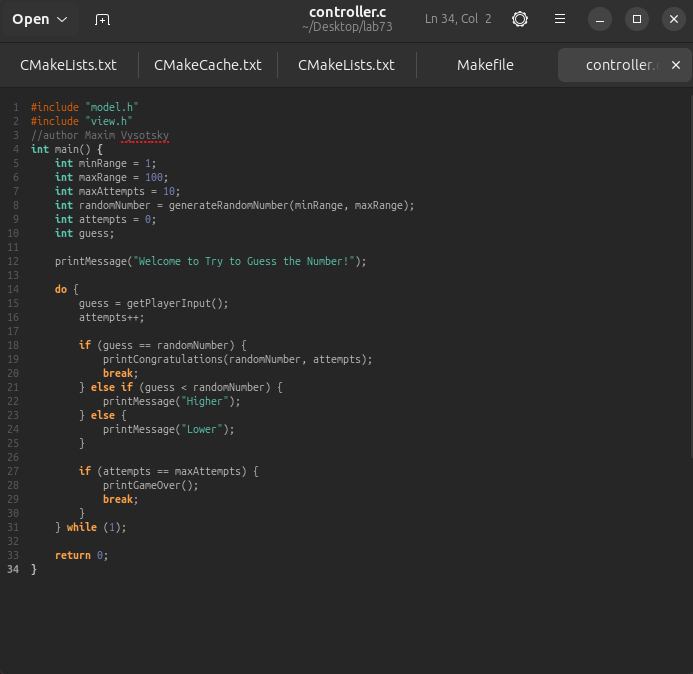 Open
controller.c
~/Desktop/lab73
Ln 34, Col 2
CMakeLists.txt
CMakeCache.txt
CMakeLists.txt
Makefile
controller.c
1 #include "model.h"
2 #include "view.h"
3 //author Maxim Vysotsky
4 int main() {
5     int minRange = 1;
6     int maxRange = 100;
7     int maxAttempts = 10;
8     int randomNumber = generateRandomNumber(minRange, maxRange);
9     int attempts = 0;
10     int guess;
11
12     printMessage("Welcome to Try to Guess the Number!");
13
14     do {
15         guess = getPlayerInput();
16         attempts++;
17
18         if (guess == randomNumber) {
19             printCongratulations(randomNumber, attempts);
20             break;
21         } else if (guess < randomNumber) {
22             printMessage("Higher");
23         } else {
24             printMessage("Lower");
25         }
26
27         if (attempts == maxAttempts) {
28             printGameOver();
29             break;
30         }
31     } while (1);
32
33     return 0;
34 }